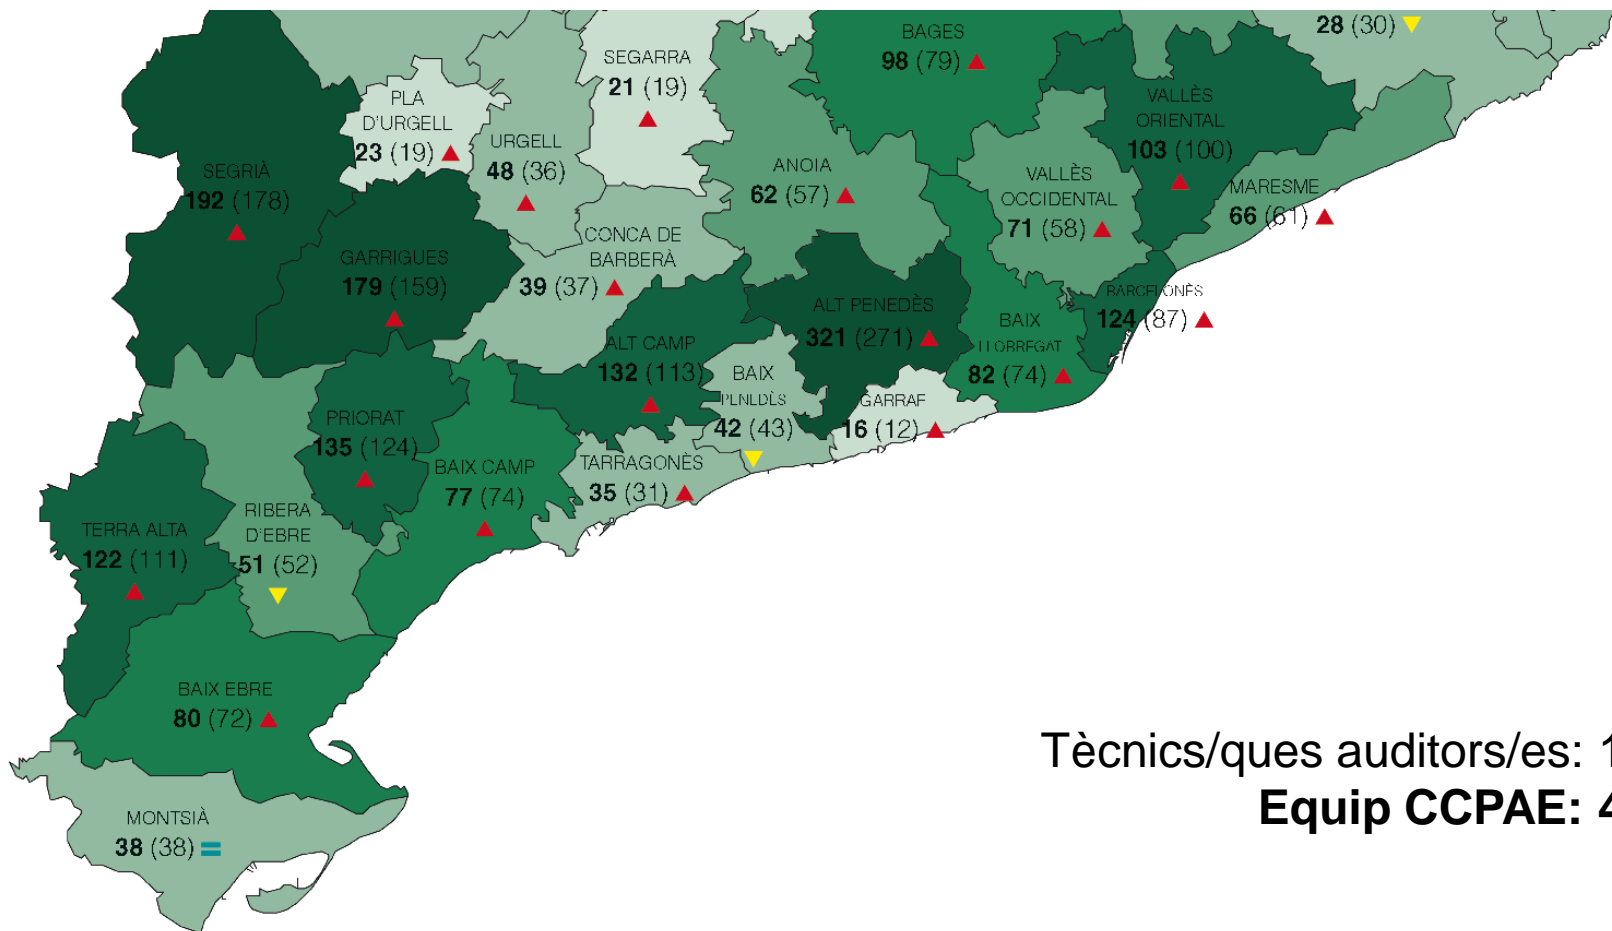 28 (30)
BAGES
98 (79)
SEGARRA
21 (19)
PLA
D'URGELL
23 (19)
URGELL
48 (36)
VALLÈS
ORIENTAL
103 (100)
SEGRIÀ
192 (178)
ANOIA
62 (57)
VALLÈS
OCCIDENTAL
71 (58)
MARESME
66 (61)
GARRIGUES
179 (159)
CONCA DE
BARBERÀ
39 (37)
ALT PENEDÈS
321 (271)
BAIX
LLOBREGAT
82 (74)
BARCELONÈS
124 (87)
ALT CAMP
132 (113)
BAIX
PENEDÈS
42 (43)
GARRAF
16 (12)
PRIORAT
135 (124)
BAIX CAMP
77 (74)
TARRAGONÈS
35 (31)
TERRA ALTA
122 (111)
RIBERA
D'EBRE
51 (52)
BAIX EBRE
80 (72)
MONTSIÀ
38 (38) =
Tècnics/ques auditors/es: 1
Equip CCPAE: 4